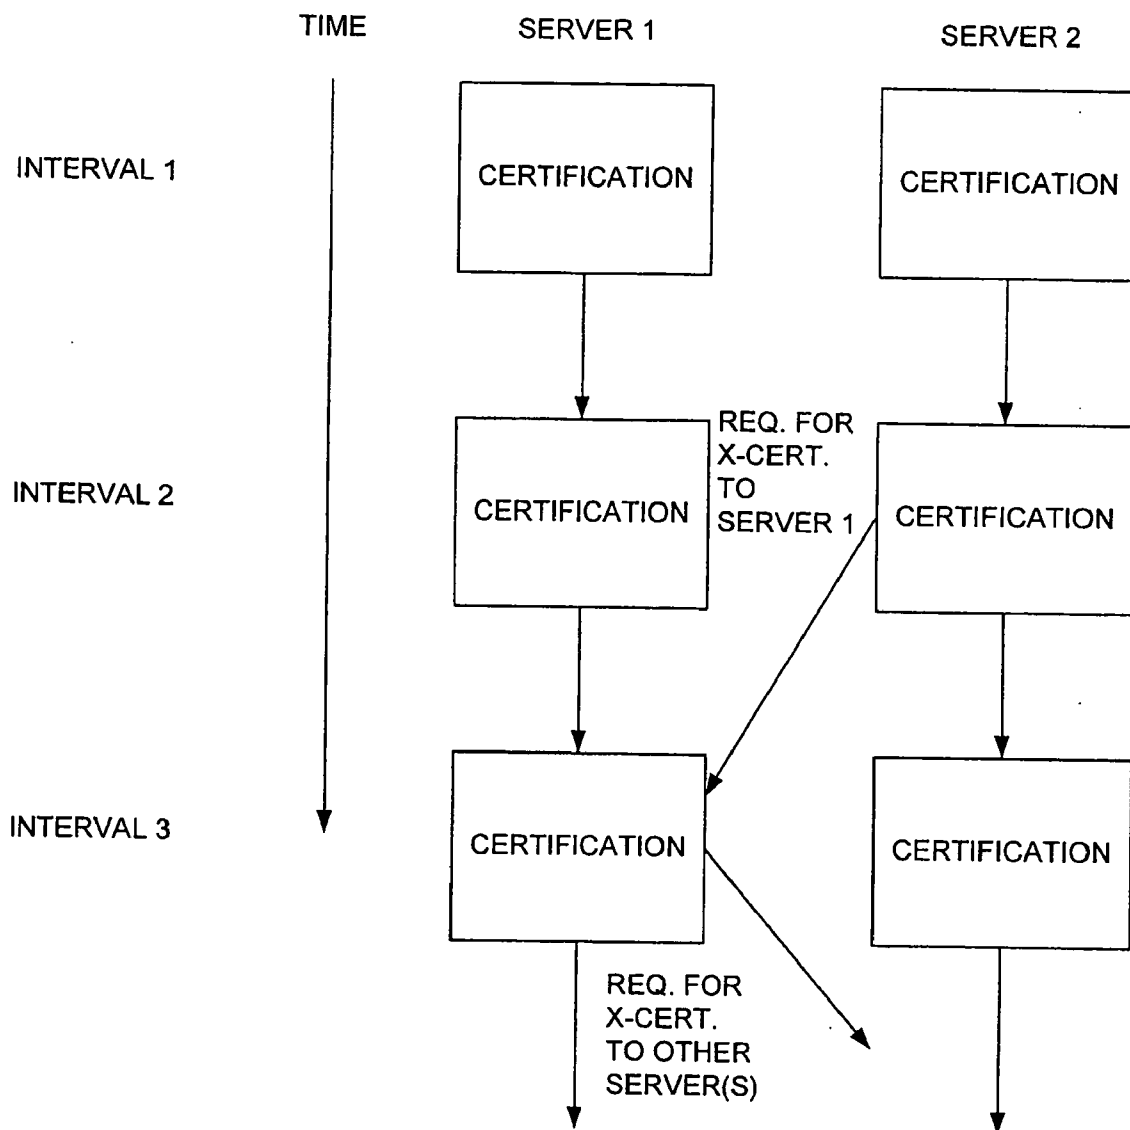 TIME
SERVER 1
SERVER 2
INTERVAL 1
CERTIFICATION
CERTIFICATION
REQ. FOR
X-CERT.
TO
SERVER 1
INTERVAL 2
CERTIFICATION
CERTIFICATION
INTERVAL 3
CERTIFICATION
CERTIFICATION
REQ. FOR
X-CERT.
TO OTHER
SERVER(S)